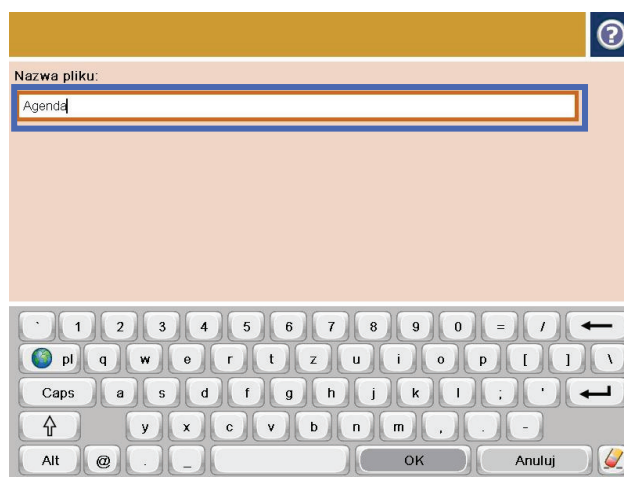 ?
Nazwa pliku:
Agenda
` 1 2 3 4 5 6 7 8 9 0 = /
pl q w e r t z u i o p [ ] \
Caps a s d f g h j k l ; '
y x c v b n m , . -
Alt @ . _ OK Anuluj